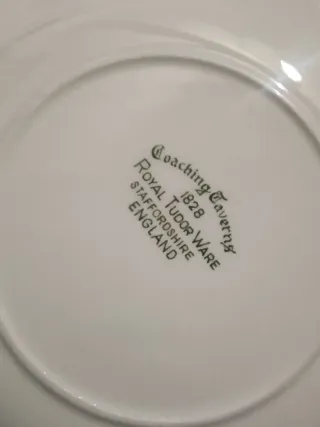 Coaching Taverns
1828
ROYAL TUDOR WARE
STAFFORDSHIRE
ENGLAND